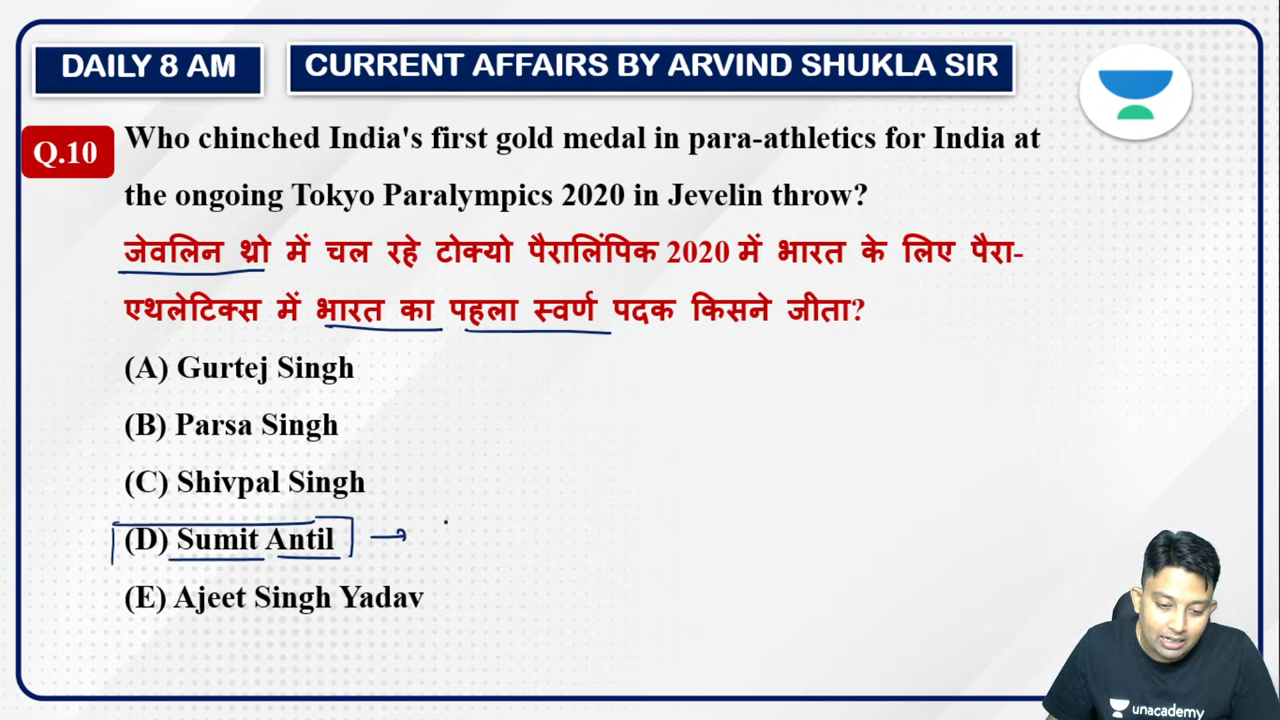 DAILY 8 AM
CURRENT AFFAIRS BY ARVIND SHUKLA SIR
Q.10
Who chinched India's first gold medal in para-athletics for India at
the ongoing Tokyo Paralympics 2020 in Jevelin throw?
जेवलिन थ्रो में चल रहे टोक्यो पैरालिंपिक 2020 में भारत के लिए पैरा-
एथलेटिक्स में भारत का पहला स्वर्ण पदक किसने जीता?
(A) Gurtej Singh
(B) Parsa Singh
(C) Shivpal Singh
(D) Sumit Antil
(E) Ajeet Singh Yadav
unacademy